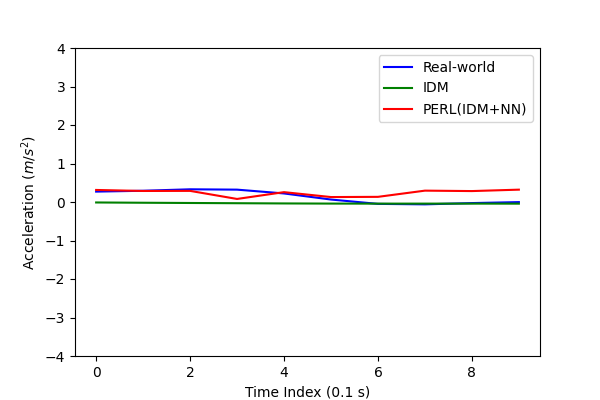 4
3
2
1
0
−1
−2
−3
−4
Acceleration (m/s²)
Real-world
IDM
PERL(IDM+NN)
0 2 4 6 8
Time Index (0.1 s)